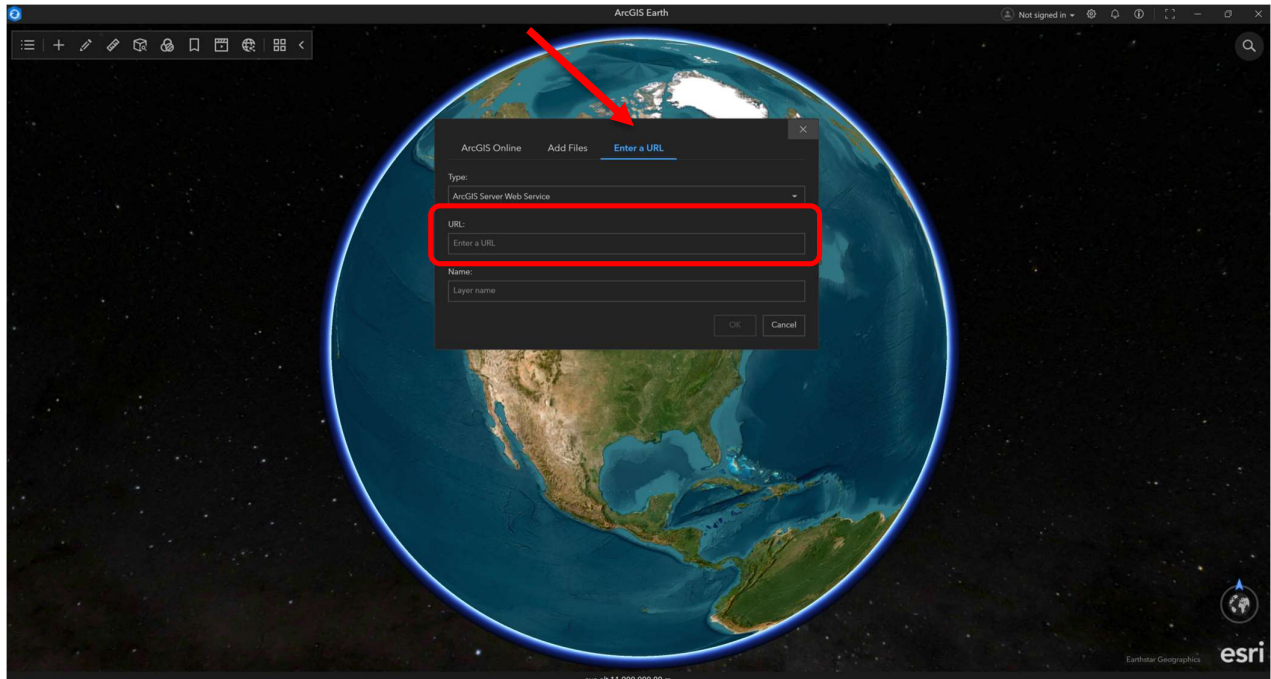 ArcGIS Earth
Not signed in
ArcGIS Online Add Files Enter a URL
Type:
ArcGIS Server Web Service
URL:
Enter a URL
Name:
Layer name
OK Cancel
Earthstar Geographics
esri